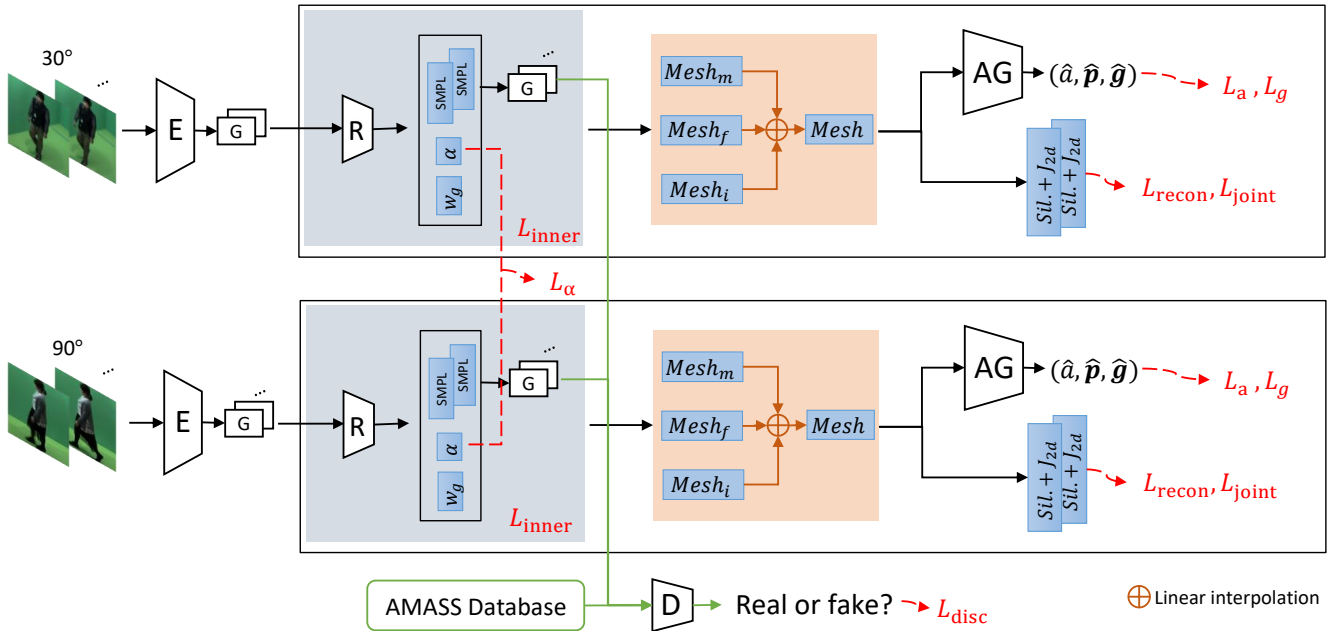 30°
...
E
G
R
SMPL
SMPL
α
w_g
...
G
L_inner
Mesh_m
Mesh_f
Mesh_i
Mesh
AG
(â, p̂, ĝ)
L_a , L_g
Sil. + J_2d
Sil. + J_2d
L_recon, L_joint
L_α
90°
...
E
...
G
R
SMPL
SMPL
α
w_g
...
G
L_inner
Mesh_m
Mesh_f
Mesh_i
Mesh
AG
(â, p̂, ĝ)
L_a , L_g
Sil. + J_2d
Sil. + J_2d
L_recon, L_joint
AMASS Database
D
Real or fake?
L_disc
Linear interpolation